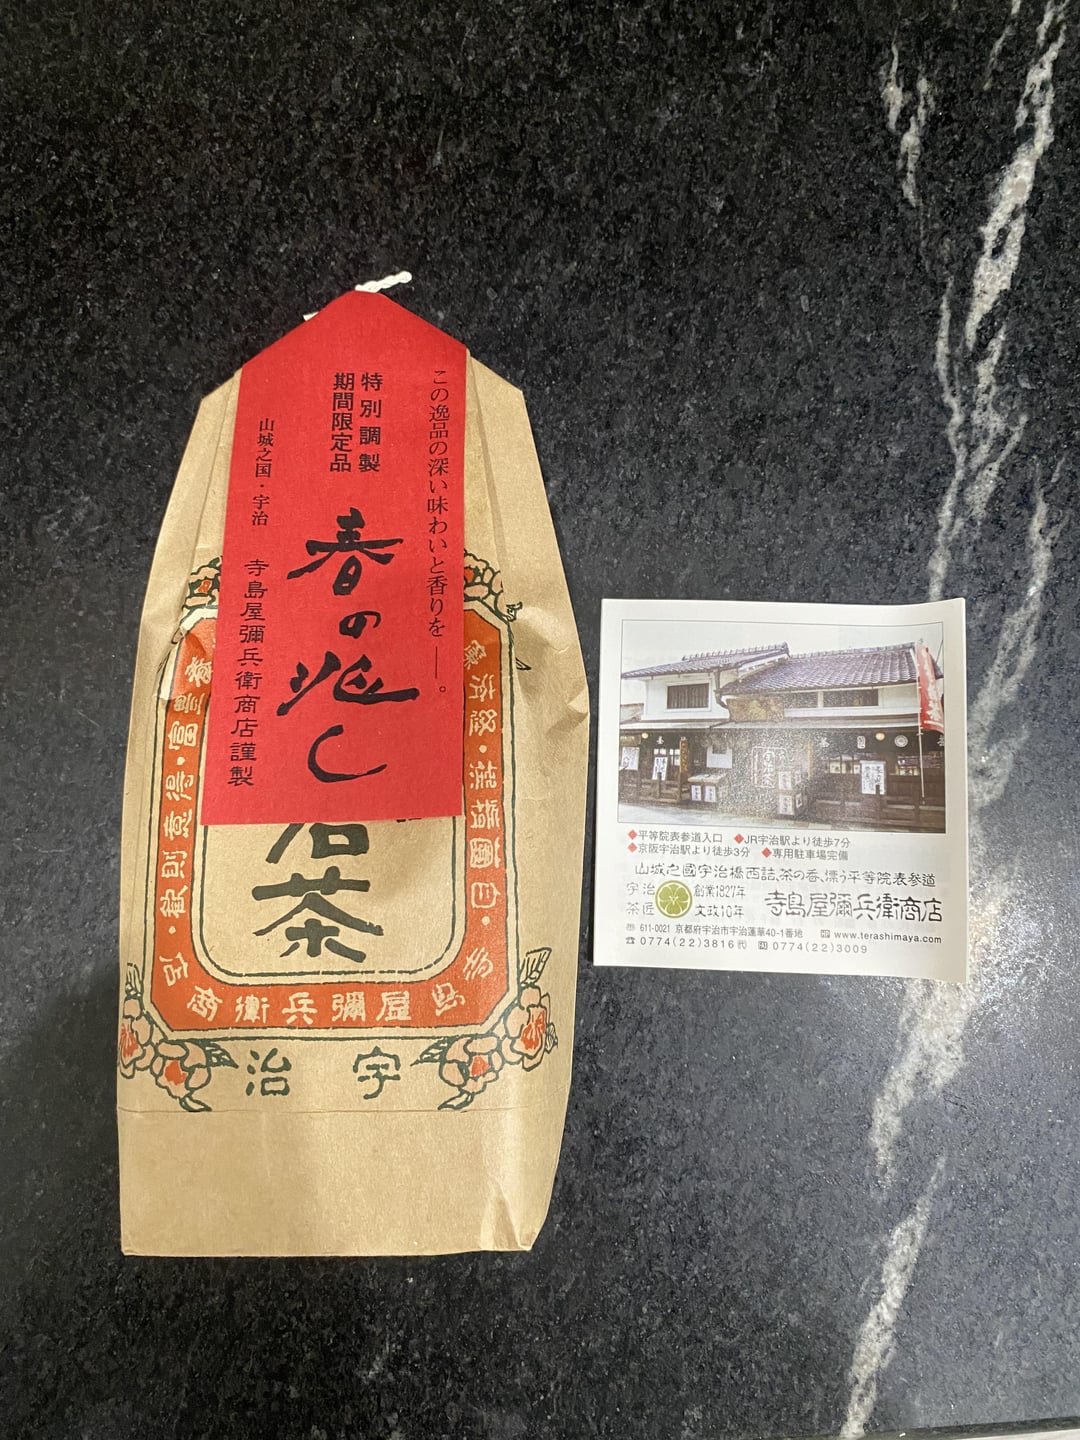 この逸品の深い味わいと香りを──。
特別調製
期間限定品
春の兆し
山城之国・宇治 寺島屋彌兵衛商店謹製
茶
宇治
◆平等院表参道入口 ◆JR宇治駅より徒歩7分
◆京阪宇治駅より徒歩3分 ◆専用駐車場完備
山城之國宇治橋西詰、茶の香、漂う平等院表参道
宇治
茶匠
創業1827年
文政10年
寺島屋彌兵衛商店
611-0021 京都府宇治市宇治蓮華40-1番地 HP www.terashimaya.com
☎0774(22)3816㈹ FAX 0774(22)3009